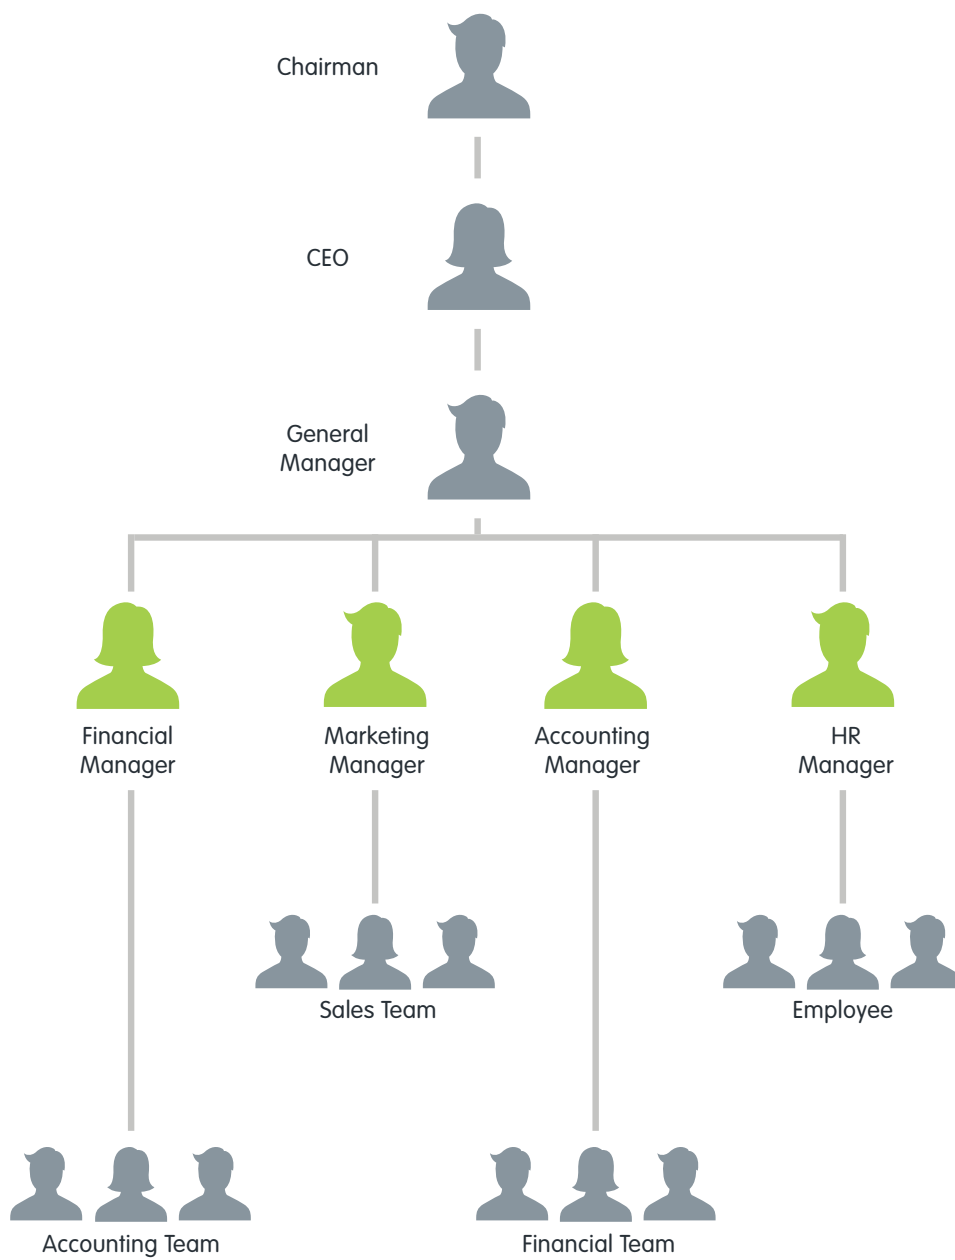 Chairman
CEO
General
Manager
Financial
Manager
Marketing
Manager
Accounting
Manager
HR
Manager
Sales Team
Employee
Accounting Team
Financial Team